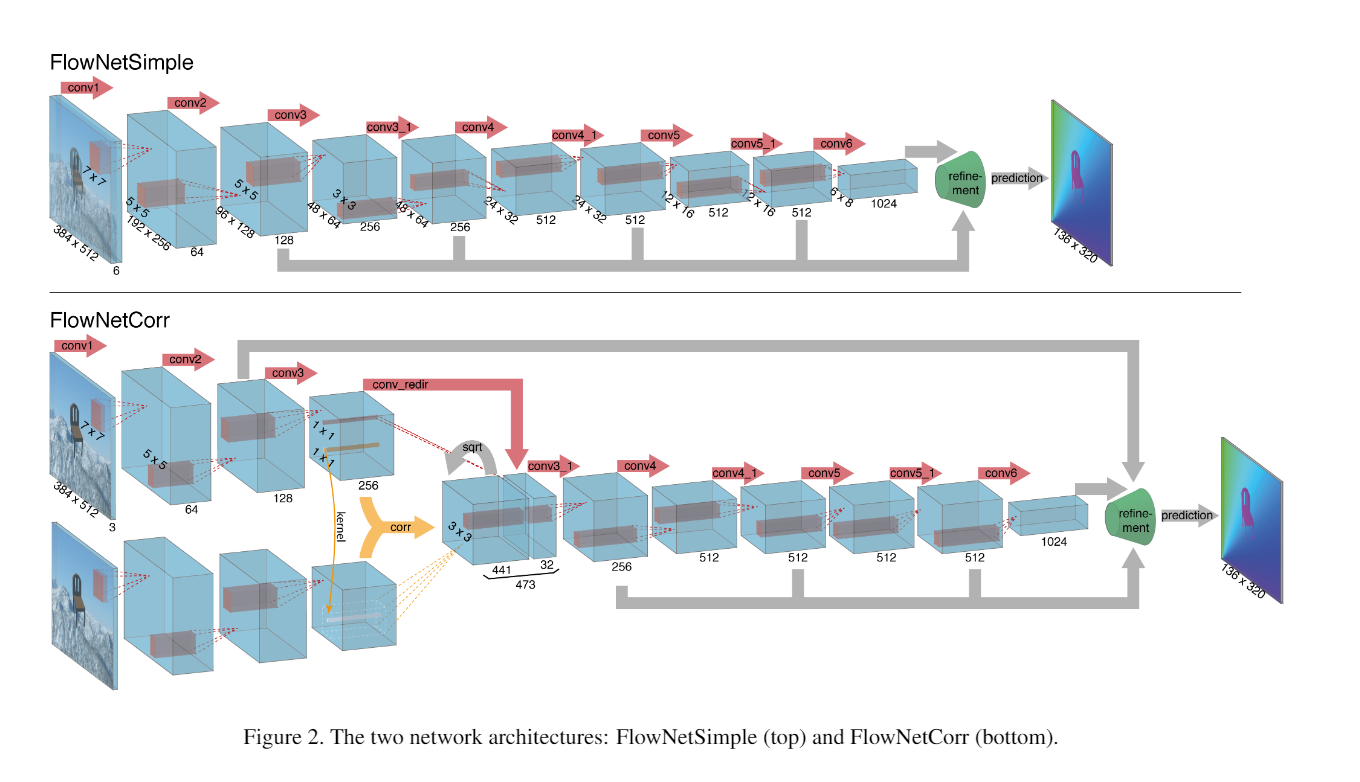 FlowNetSimple
conv1
conv2
conv3
conv3_1
conv4
conv4_1
conv5
conv5_1
conv6
7 x 7
384 x 512
6
5 x 5
192 x 256
64
5 x 5
96 x 128
128
3 x 3
48 x 64
256
48 x 64
256
24 x 32
512
24 x 32
512
12 x 16
512
12 x 16
512
6 x 8
1024
refine-
ment
prediction
136 x 320
FlowNetCorr
conv1
conv2
conv3
conv_redir
sqrt
conv3_1
conv4
conv4_1
conv5
conv5_1
conv6
7 x 7
384 x 512
3
5 x 5
64
128
1 x 1
1 x 1
256
kernel
corr
3 x 3
441
32
473
256
512
512
512
512
1024
refine-
ment
prediction
136 x 320
Figure 2. The two network architectures: FlowNetSimple (top) and FlowNetCorr (bottom).